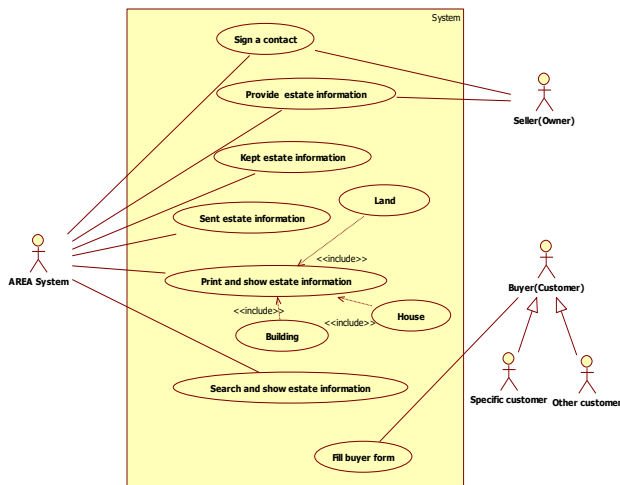 System
Sign a contact
Provide  estate information
Seller(Owner)
Kept estate information
Land
Sent estate information
<<include>>
AREA System
Print and show estate information
Buyer(Customer)
<<include>>
House
<<include>>
Building
Search and show estate information
Specific customer
Other customer
Fill buyer form